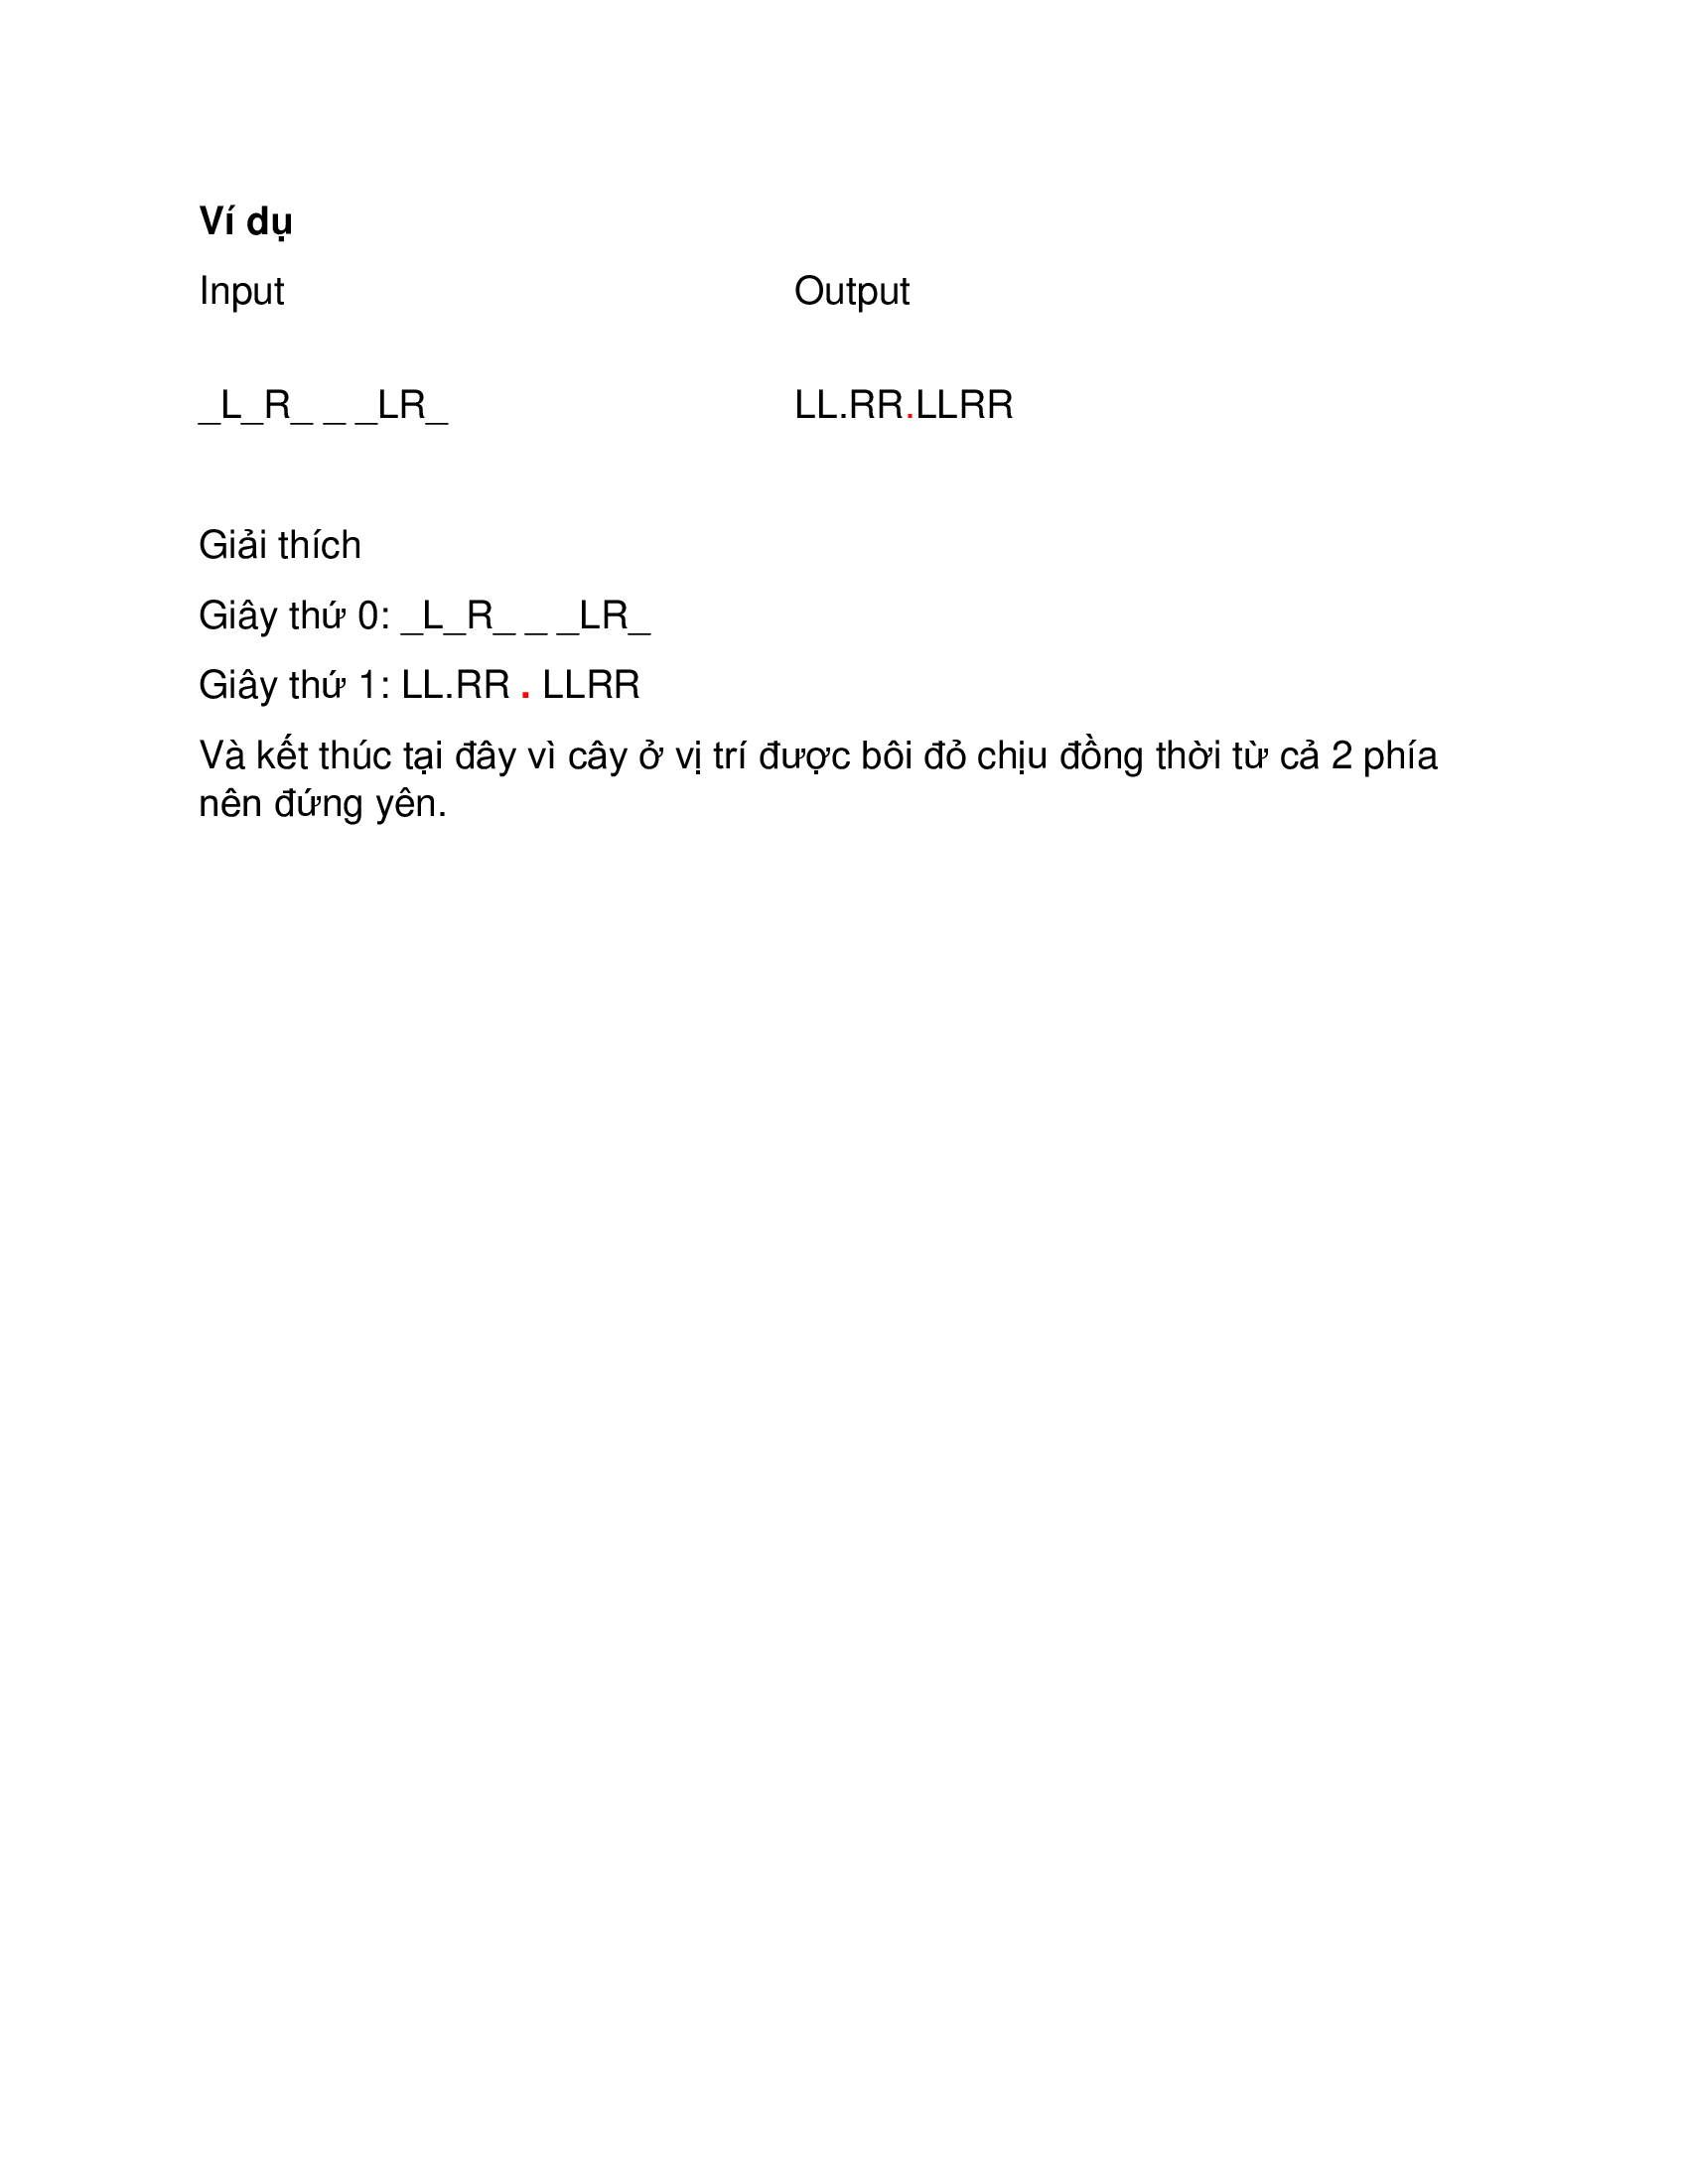 Ví dụ
Input Output
_L_R_ _ _LR_ LL.RR.LLRR
Giải thích
Giây thứ 0: _L_R_ _ _LR_
Giây thứ 1: LL.RR . LLRR
Và kết thúc tại đây vì cây ở vị trí được bôi đỏ chịu đồng thời từ cả 2 phía
nên đứng yên.